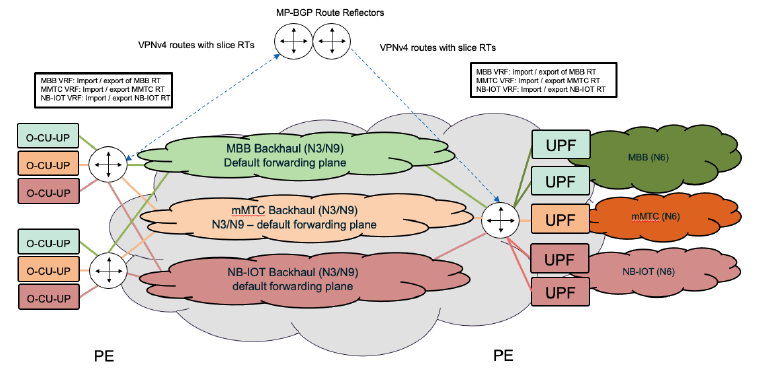 MP-BGP Route Reflectors
VPNv4 routes with slice RTs
VPNv4 routes with slice RTs
MBB VRF: Import / export of MBB RT
MMTC VRF: Import / export MMTC RT
NB-IOT VRF: Import / export NB-IOT RT
MBB VRF: Import / export of MBB RT
MMTC VRF: Import / export MMTC RT
NB-IOT VRF: Import / export NB-IOT RT
O-CU-UP
O-CU-UP
O-CU-UP
O-CU-UP
O-CU-UP
O-CU-UP
MBB Backhaul (N3/N9)
Default forwarding plane
mMTC Backhaul (N3/N9)
N3/N9 – default forwarding plane
NB-IOT Backhaul (N3/N9)
default forwarding plane
UPF
UPF
UPF
UPF
UPF
MBB (N6)
mMTC (N6)
NB-IOT (N6)
PE
PE